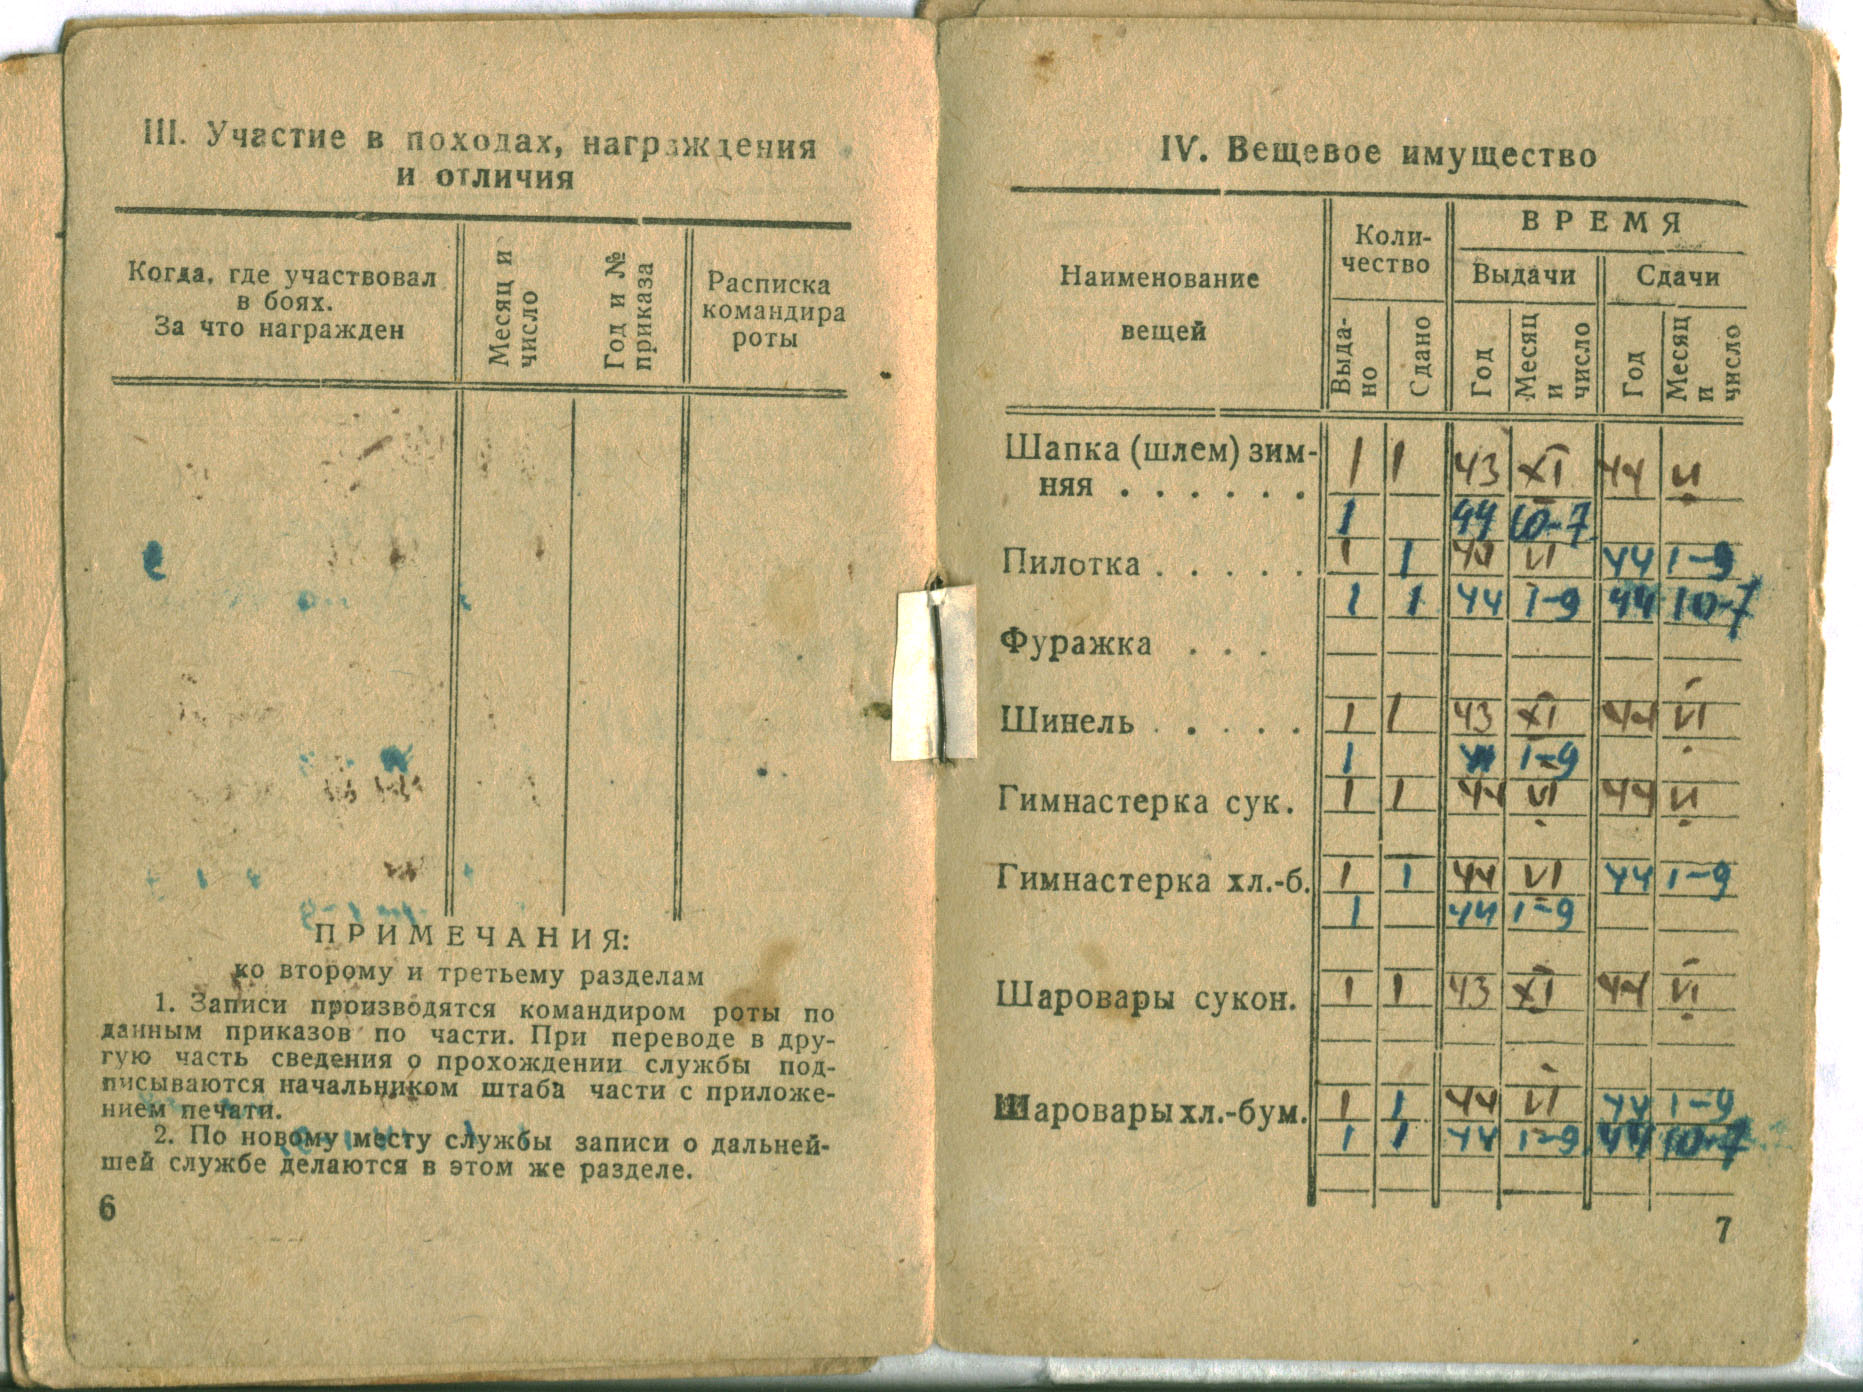 III. Участие в походах, награждения
и отличия
Когда, где участвовал
в боях.
За что награжден
Месяц и
число
Год и №
приказа
Расписка
командира
роты
ПРИМЕЧАНИЯ:
ко второму и третьему разделам
1. Записи производятся командиром роты по
данным приказов по части. При переводе в дру-
гую часть сведения о прохождении службы под-
писываются начальником штаба части с приложе-
нием печати.
2. По новому месту службы записи о дальней-
шей службе делаются в этом же разделе.
6
IV. Вещевое имущество
Наименование
вещей
Коли-
чество
ВРЕМЯ
Выдачи
Сдачи
Выда-
но
Сдано
Год
Месяц
и
число
Год
Месяц
и
число
Шапка (шлем) зим-
няя . . . . . . 1 1 43 XI 44 VI
1 44 10-7
Пилотка . . . . . 1 1 44 VI 44 1-9
1 1 44 1-9 44 10-7
Фуражка . . .
Шинель . . . . . 1 1 43 XI 44 VI
1 44 1-9
Гимнастерка сук. 1 1 44 VI 44 VI
Гимнастерка хл.-б. 1 1 44 VI 44 1-9
1 44 1-9
Шаровары сукон. 1 1 43 XI 44 VI
Шаровары хл.-бум. 1 1 44 VI 44 1-9
1 1 44 1-9 44 10-7
7